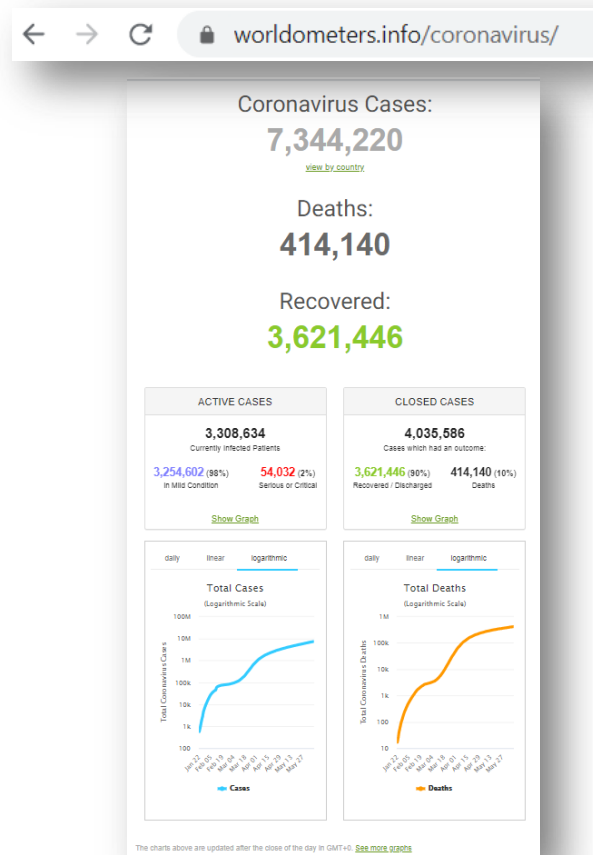 worldometers.info/coronavirus/
Coronavirus Cases:
7,344,220
view by country
Deaths:
414,140
Recovered:
3,621,446
ACTIVE CASES
3,308,634
Currently Infected Patients
3,254,602 (98%)
in Mild Condition
54,032 (2%)
Serious or Critical
Show Graph
CLOSED CASES
4,035,586
Cases which had an outcome:
3,621,446 (90%)
Recovered / Discharged
414,140 (10%)
Deaths
Show Graph
daily linear logarithmic
Total Cases
(Logarithmic Scale)
Total Coronavirus Cases
100M
10M
1M
100k
10k
1k
100
Jan 22 Feb 05 Feb 19 Mar 04 Mar 18 Apr 01 Apr 15 Apr 29 May 13 May 27
Cases
daily linear logarithmic
Total Deaths
(Logarithmic Scale)
Total Coronavirus Deaths
1M
100k
10k
1k
100
10
Jan 22 Feb 05 Feb 19 Mar 04 Mar 18 Apr 01 Apr 15 Apr 29 May 13 May 27
Deaths
The charts above are updated after the close of the day in GMT+0. See more graphs